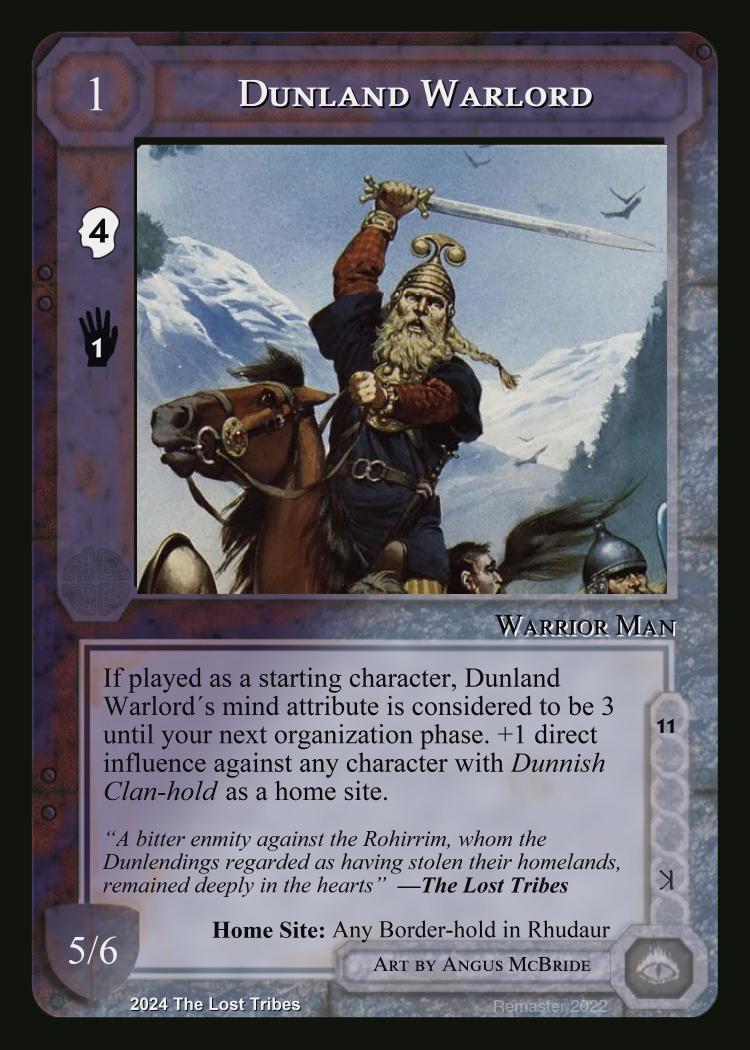 1
Dunland Warlord
4
1
Warrior Man
If played as a starting character, Dunland
Warlord´s mind attribute is considered to be 3
until your next organization phase. +1 direct
influence against any character with Dunnish
Clan-hold as a home site.
11
“A bitter enmity against the Rohirrim, whom the
Dunlendings regarded as having stolen their homelands,
remained deeply in the hearts” —The Lost Tribes
Home Site: Any Border-hold in Rhudaur
5/6
Art by Angus McBride
2024 The Lost Tribes
Remaster 2022